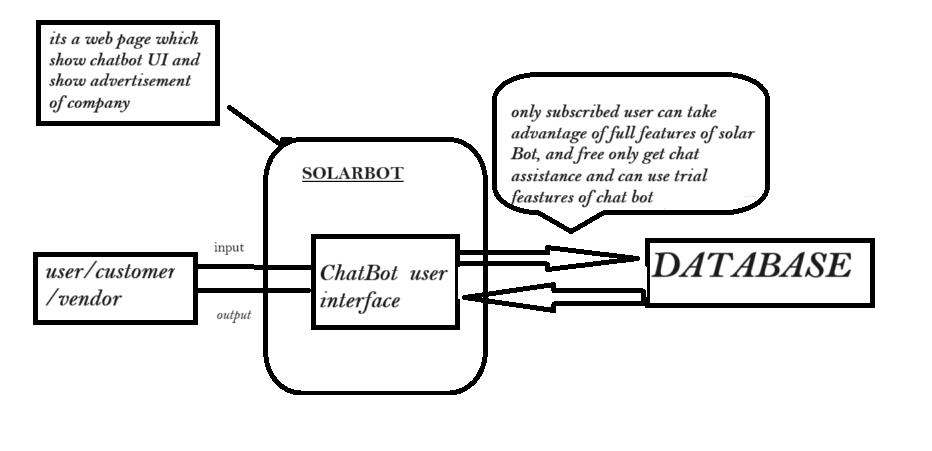 its a web page which
show chatbot UI and
show advertisement
of company
only subscribed user can take
advantage of full features of solar
Bot, and free only get chat
assistance and can use trial
feastures of chat bot
SOLARBOT
input
user/customer
/vendor
output
ChatBot user
interface
DATABASE